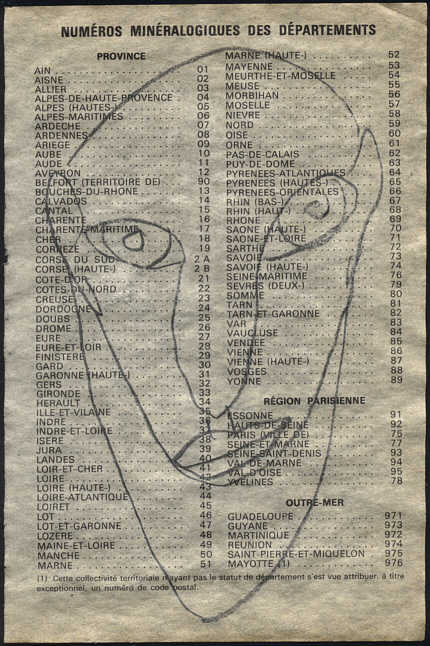 NUMÉROS MINÉRALOGIQUES DES DÉPARTEMENTS
PROVINCE
AIN 01
AISNE 02
ALLIER 03
ALPES-DE-HAUTE-PROVENCE 04
ALPES (HAUTES-) 05
ALPES-MARITIMES 06
ARDECHE 07
ARDENNES 08
ARIEGE 09
AUBE 10
AUDE 11
AVEYRON 12
BELFORT (TERRITOIRE DE) 90
BOUCHES-DU-RHONE 13
CALVADOS 14
CANTAL 15
CHARENTE 16
CHARENTE-MARITIME 17
CHER 18
CORREZE 19
CORSE DU SUD 2 A
CORSE (HAUTE-) 2 B
COTE-D'OR 21
COTES-DU-NORD 22
CREUSE 23
DORDOGNE 24
DOUBS 25
DROME 26
EURE 27
EURE-ET-LOIR 28
FINISTERE 29
GARD 30
GARONNE (HAUTE-) 31
GERS 32
GIRONDE 33
HERAULT 34
ILLE-ET-VILAINE 35
INDRE 36
INDRE-ET-LOIRE 37
ISERE 38
JURA 39
LANDES 40
LOIR-ET-CHER 41
LOIRE 42
LOIRE (HAUTE-) 43
LOIRE-ATLANTIQUE 44
LOIRET 45
LOT 46
LOT-ET-GARONNE 47
LOZERE 48
MAINE-ET-LOIRE 49
MANCHE 50
MARNE 51
MARNE (HAUTE-) 52
MAYENNE 53
MEURTHE-ET-MOSELLE 54
MEUSE 55
MORBIHAN 56
MOSELLE 57
NIEVRE 58
NORD 59
OISE 60
ORNE 61
PAS-DE-CALAIS 62
PUY-DE-DOME 63
PYRENEES-ATLANTIQUES 64
PYRENEES (HAUTES-) 65
PYRENEES-ORIENTALES 66
RHIN (BAS-) 67
RHIN (HAUT-) 68
RHONE 69
SAONE (HAUTE-) 70
SAONE-ET-LOIRE 71
SARTHE 72
SAVOIE 73
SAVOIE (HAUTE-) 74
SEINE-MARITIME 76
SEVRES (DEUX-) 79
SOMME 80
TARN 81
TARN-ET-GARONNE 82
VAR 83
VAUCLUSE 84
VENDEE 85
VIENNE 86
VIENNE (HAUTE-) 87
VOSGES 88
YONNE 89
RÉGION PARISIENNE
ESSONNE 91
HAUTS-DE-SEINE 92
PARIS (VILLE DE) 75
SEINE-ET-MARNE 77
SEINE-SAINT-DENIS 93
VAL-DE-MARNE 94
VAL-D'OISE 95
YVELINES 78
OUTRE-MER
GUADELOUPE 971
GUYANE 973
MARTINIQUE 972
REUNION 974
SAINT-PIERRE-ET-MIQUELON 975
MAYOTTE (1) 976
(1) Cette collectivité territoriale n'ayant pas le statut de département s'est vue attribuer, à titre
exceptionnel, un numéro de code postal.